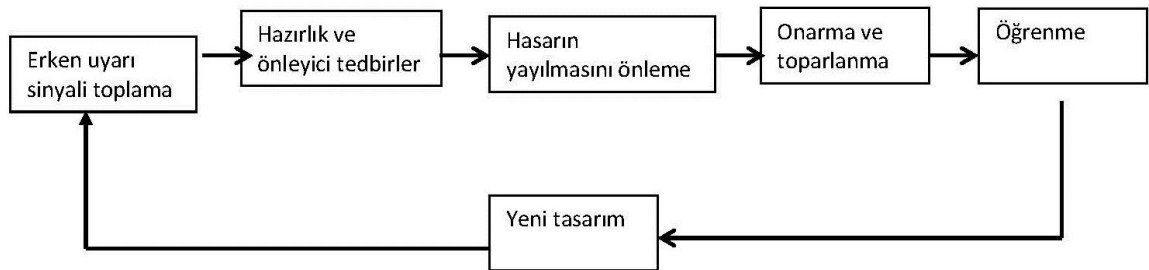 Erken uyarı
sinyali toplama
Hazırlık ve
önleyici tedbirler
Hasarın
yayılmasını önleme
Onarma ve
toparlanma
Öğrenme
Yeni tasarım